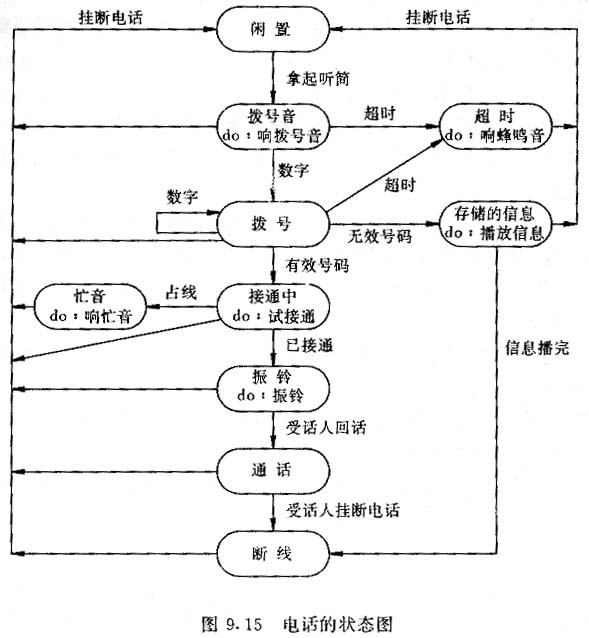 挂断电话
闲置
挂断电话
拿起听筒
拨号音
do：响拨号音
超时
超时
do：响蜂鸣音
数字
数字
超时
拨号
无效号码
存储的信息
do：播放信息
有效号码
忙音
do：响忙音
占线
接通中
do：试接通
已接通
信息播完
振铃
do：振铃
受话人回话
通话
受话人挂断电话
断线
图 9.15 电话的状态图